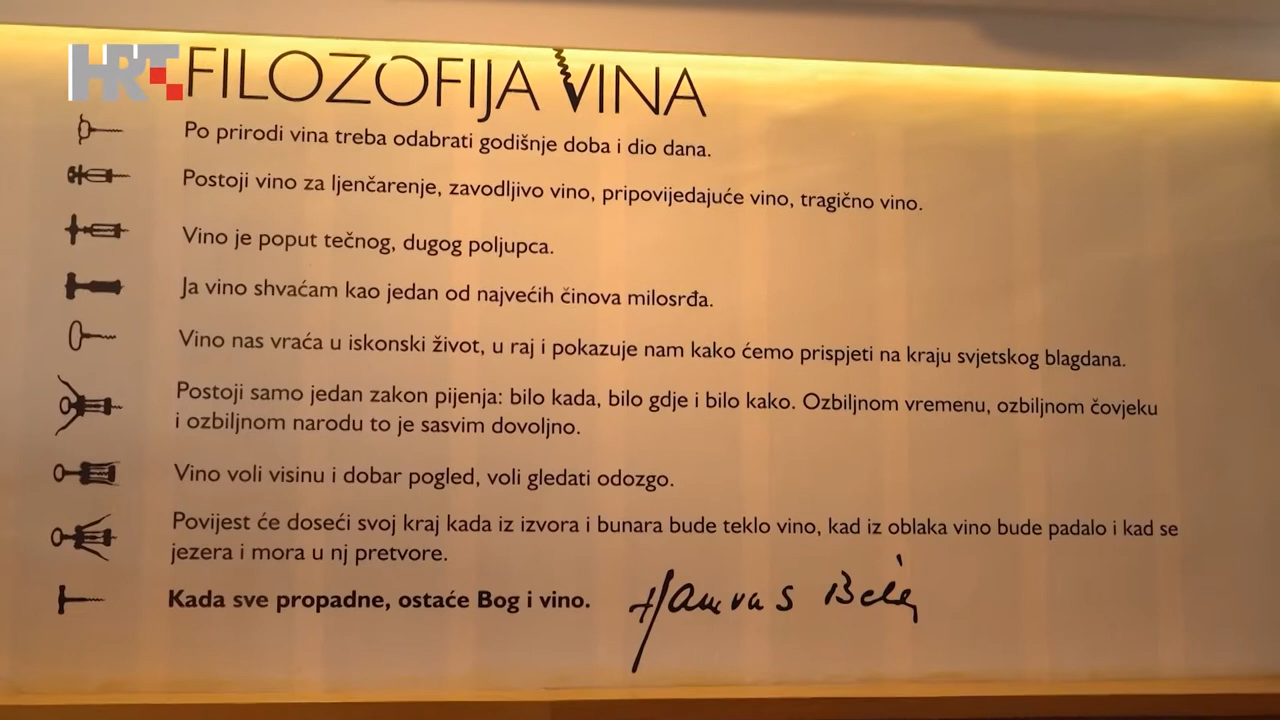 HRT
FILOZOFIJA VINA
Po prirodi vina treba odabrati godišnje doba i dio dana.
Postoji vino za ljenčarenje, zavodljivo vino, pripovijedajuće vino, tragično vino.
Vino je poput tečnog, dugog poljupca.
Ja vino shvaćam kao jedan od najvećih činova milosrđa.
Vino nas vraća u iskonski život, u raj i pokazuje nam kako ćemo prispjeti na kraju svjetskog blagdana.
Postoji samo jedan zakon pijenja: bilo kada, bilo gdje i bilo kako. Ozbiljnom vremenu, ozbiljnom čovjeku
i ozbiljnom narodu to je sasvim dovoljno.
Vino voli visinu i dobar pogled, voli gledati odozgo.
Povijest će doseći svoj kraj kada iz izvora i bunara bude teklo vino, kad iz oblaka vino bude padalo i kad se
jezera i mora u nj pretvore.
Kada sve propadne, ostaće Bog i vino.
Hamvas Béla